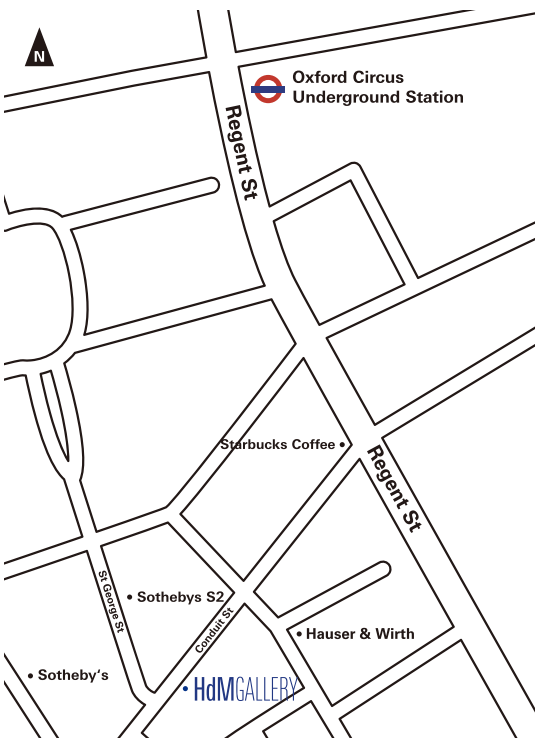 N
Oxford Circus
Underground Station
Regent St
Starbucks Coffee
Regent St
St George St
Sothebys S2
Conduit St
Hauser & Wirth
Sotheby's
HdMGALLERY